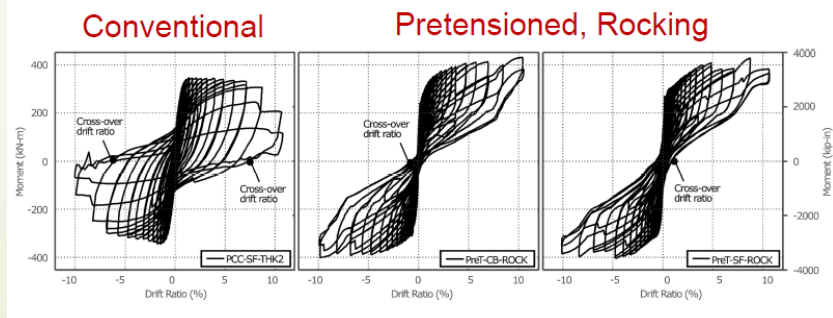 Conventional
Pretensioned, Rocking
400
200
0
-200
-400
Moment (kN-m)
Cross-over
drift ratio
Cross-over
drift ratio
PCC-SF-THK2
-10
-5
0
5
10
Drift Ratio (%)
Cross-over
drift ratio
PreT-CB-ROCK
-10
-5
0
5
10
Drift Ratio (%)
Cross-over
drift ratio
PreT-SF-ROCK
-10
-5
0
5
10
Drift Ratio (%)
4000
2000
0
-2000
-4000
Moment (kip-in)